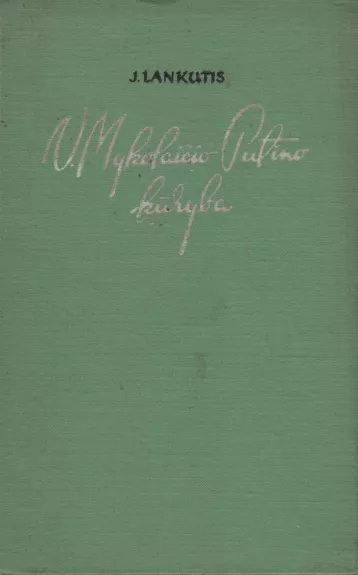 J. LANKUTIS
V. Mykolaičio-Putino
kūryba